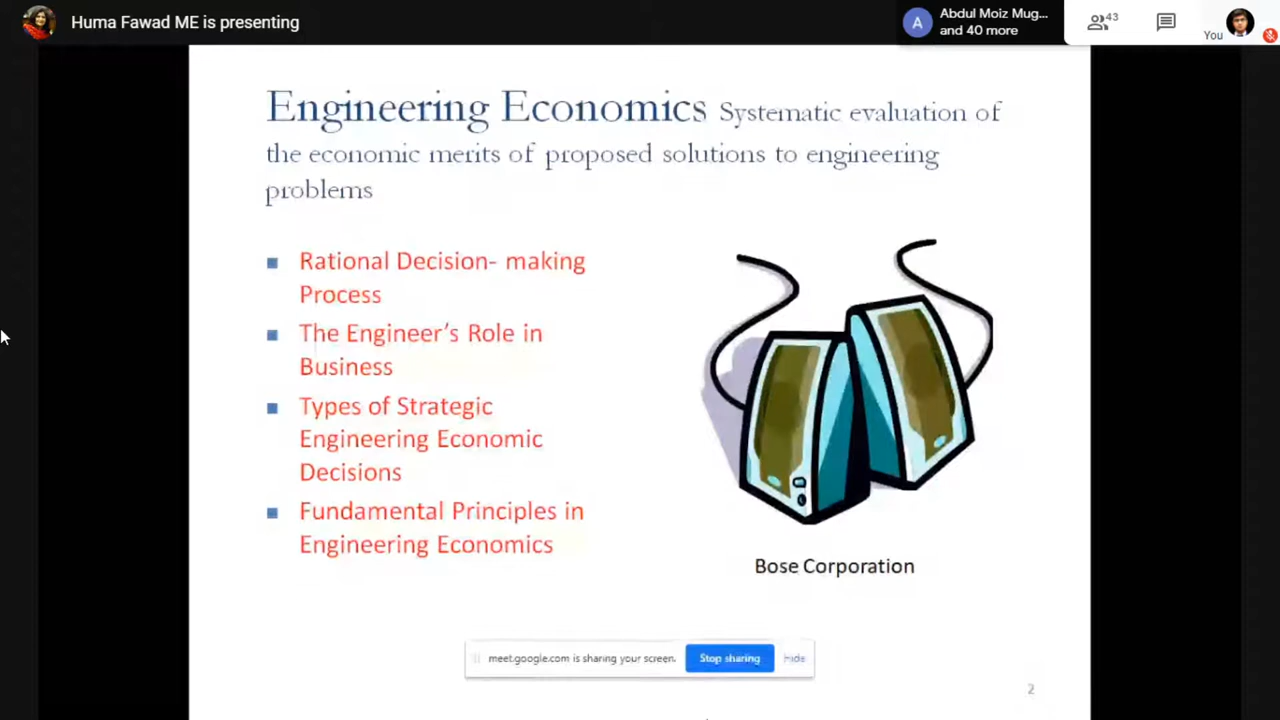 Huma Fawad ME is presenting
A
Abdul Moiz Mug...
and 40 more
43
You
Engineering Economics Systematic evaluation of
the economic merits of proposed solutions to engineering
problems
Rational Decision- making
Process
The Engineer's Role in
Business
Types of Strategic
Engineering Economic
Decisions
Fundamental Principles in
Engineering Economics
Bose Corporation
meet.google.com is sharing your screen.
Stop sharing
Hide
2